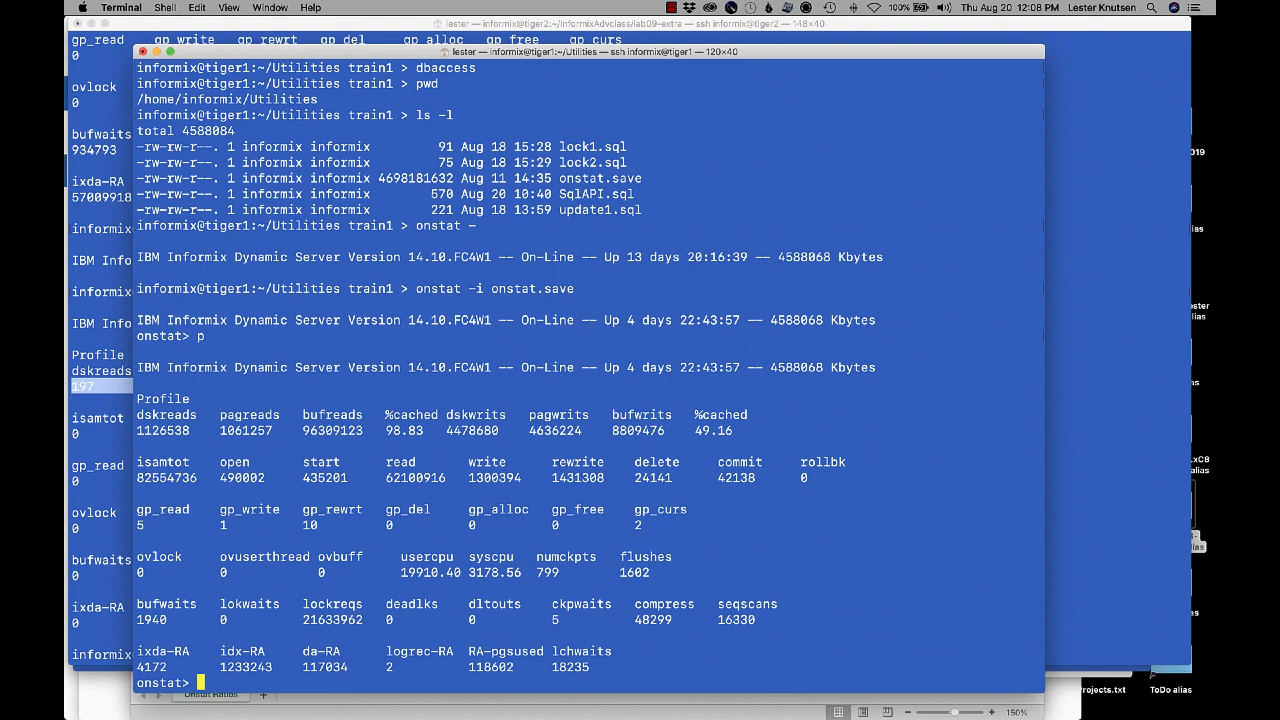 Terminal Shell Edit View Window Help 100% Thu Aug 20 12:08 PM Lester Knutsen
lester — informix@tiger2:~/InformixAdvclass/lab09-extra — ssh informix@tiger2 — 148×40
gp_read gp_write gp_rewrt gp_del gp_alloc gp_free gp_curs
0
ovlock
0
bufwaits
934793
ixda-RA
57009918
informix
IBM Info
informix
IBM Info
Profile
dskreads
197
isamtot
0
gp_read
0
ovlock
0
bufwaits
0
ixda-RA
0
informix
lester — informix@tiger1:~/Utilities — ssh informix@tiger1 — 120×40
informix@tiger1:~/Utilities train1 > dbaccess
informix@tiger1:~/Utilities train1 > pwd
/home/informix/Utilities
informix@tiger1:~/Utilities train1 > ls -l
total 4588084
-rw-rw-r--. 1 informix informix 91 Aug 18 15:28 lock1.sql
-rw-rw-r--. 1 informix informix 75 Aug 18 15:29 lock2.sql
-rw-rw-r--. 1 informix informix 4698181632 Aug 11 14:35 onstat.save
-rw-rw-r--. 1 informix informix 570 Aug 20 10:40 SqlAPI.sql
-rw-rw-r--. 1 informix informix 221 Aug 18 13:59 update1.sql
informix@tiger1:~/Utilities train1 > onstat -
IBM Informix Dynamic Server Version 14.10.FC4W1 -- On-Line -- Up 13 days 20:16:39 -- 4588068 Kbytes
informix@tiger1:~/Utilities train1 > onstat -i onstat.save
IBM Informix Dynamic Server Version 14.10.FC4W1 -- On-Line -- Up 4 days 22:43:57 -- 4588068 Kbytes
onstat> p
IBM Informix Dynamic Server Version 14.10.FC4W1 -- On-Line -- Up 4 days 22:43:57 -- 4588068 Kbytes
Profile
dskreads pagreads bufreads %cached dskwrits pagwrits bufwrits %cached
1126538 1061257 96309123 98.83 4478680 4636224 8809476 49.16
isamtot open start read write rewrite delete commit rollbk
82554736 490002 435201 62100916 1300394 1431308 24141 42138 0
gp_read gp_write gp_rewrt gp_del gp_alloc gp_free gp_curs
5 1 10 0 0 0 2
ovlock ovuserthread ovbuff usercpu syscpu numckpts flushes
0 0 0 19910.40 3178.56 799 1602
bufwaits lokwaits lockreqs deadlks dltouts ckpwaits compress seqscans
1940 0 21633962 0 0 5 48299 16330
ixda-RA idx-RA da-RA logrec-RA RA-pgsused lchwaits
4172 1233243 117034 2 118602 18235
onstat>
019
ias
oster
ias
as
as
LxC8
alias
alias
as
rojects.txt ToDo alias
Onstat Ratios +
150%